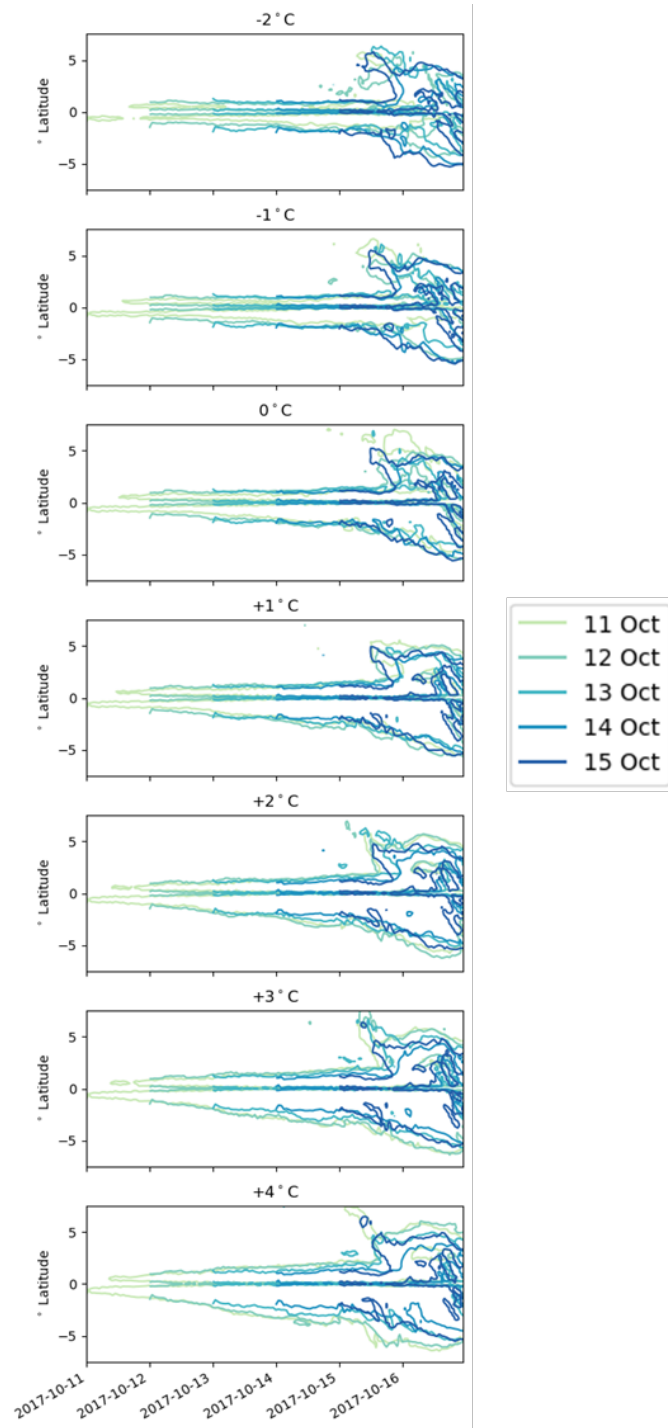 -2°C
5
0
-5
° Latitude
-1°C
5
0
-5
° Latitude
0°C
5
0
-5
° Latitude
+1°C
5
0
-5
° Latitude
11 Oct
12 Oct
13 Oct
14 Oct
15 Oct
+2°C
5
0
-5
° Latitude
+3°C
5
0
-5
° Latitude
+4°C
5
0
-5
° Latitude
2017-10-11
2017-10-12
2017-10-13
2017-10-14
2017-10-15
2017-10-16